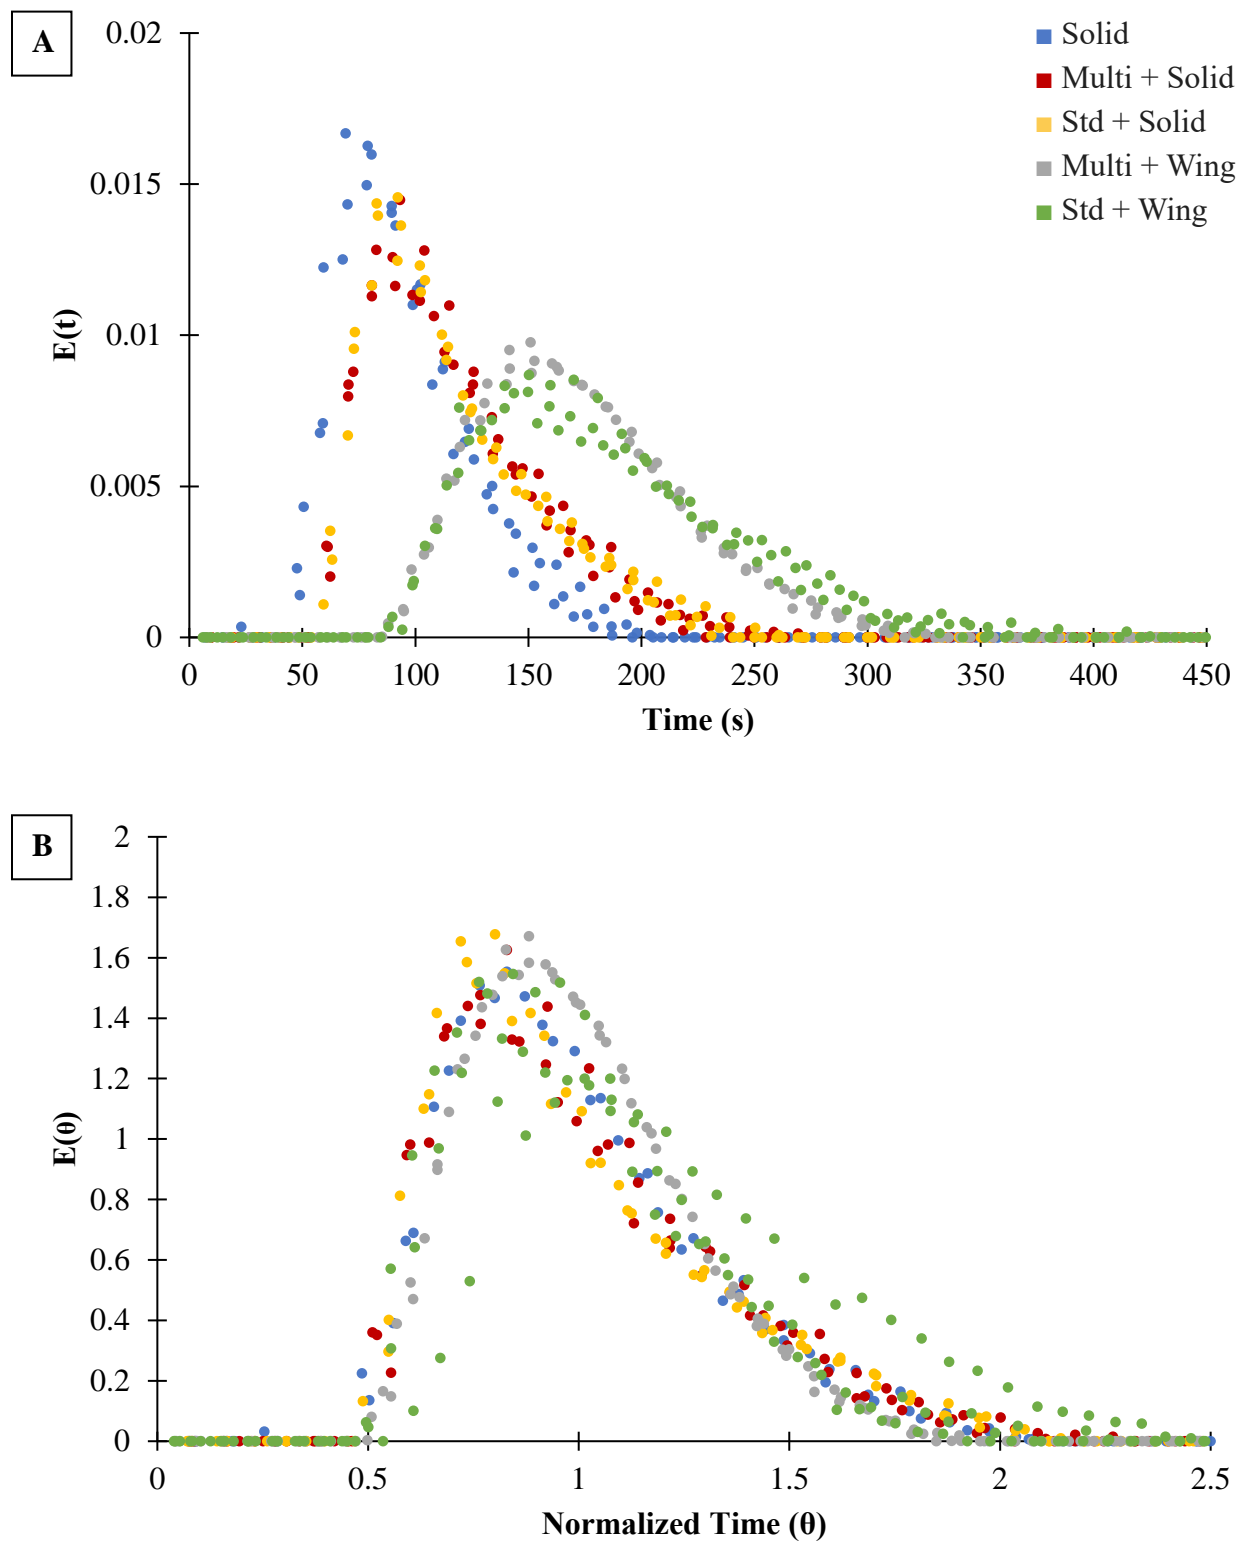 A
0.02
0.015
0.01
0.005
0
E(t)
0 50 100 150 200 250 300 350 400 450
Time (s)
Solid
Multi + Solid
Std + Solid
Multi + Wing
Std + Wing
B
2
1.8
1.6
1.4
1.2
1
0.8
0.6
0.4
0.2
0
E(θ)
0 0.5 1 1.5 2 2.5
Normalized Time (θ)